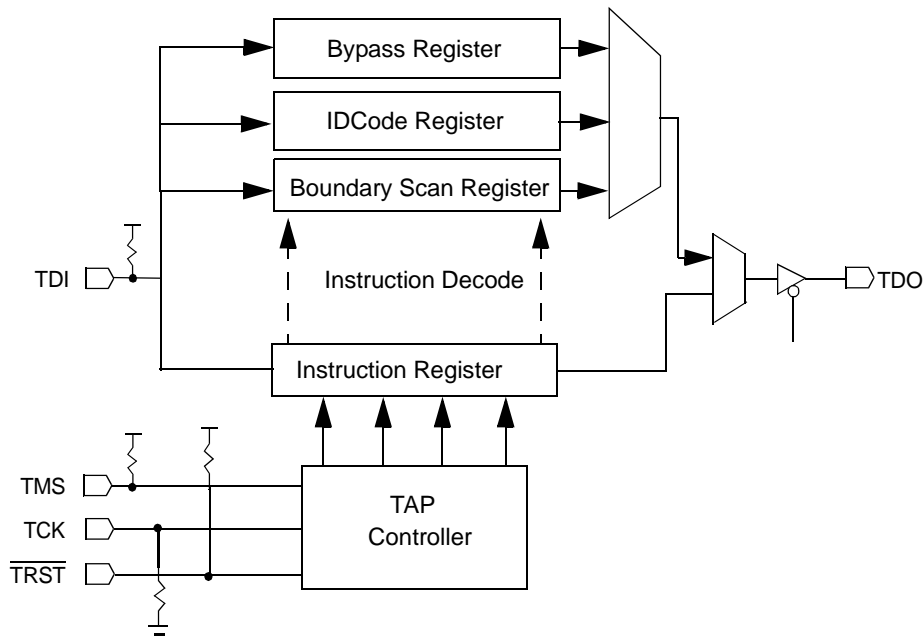 Bypass Register
IDCode Register
Boundary Scan Register
TDI
Instruction Decode
TDO
Instruction Register
TMS
TAP
Controller
TCK
TRST